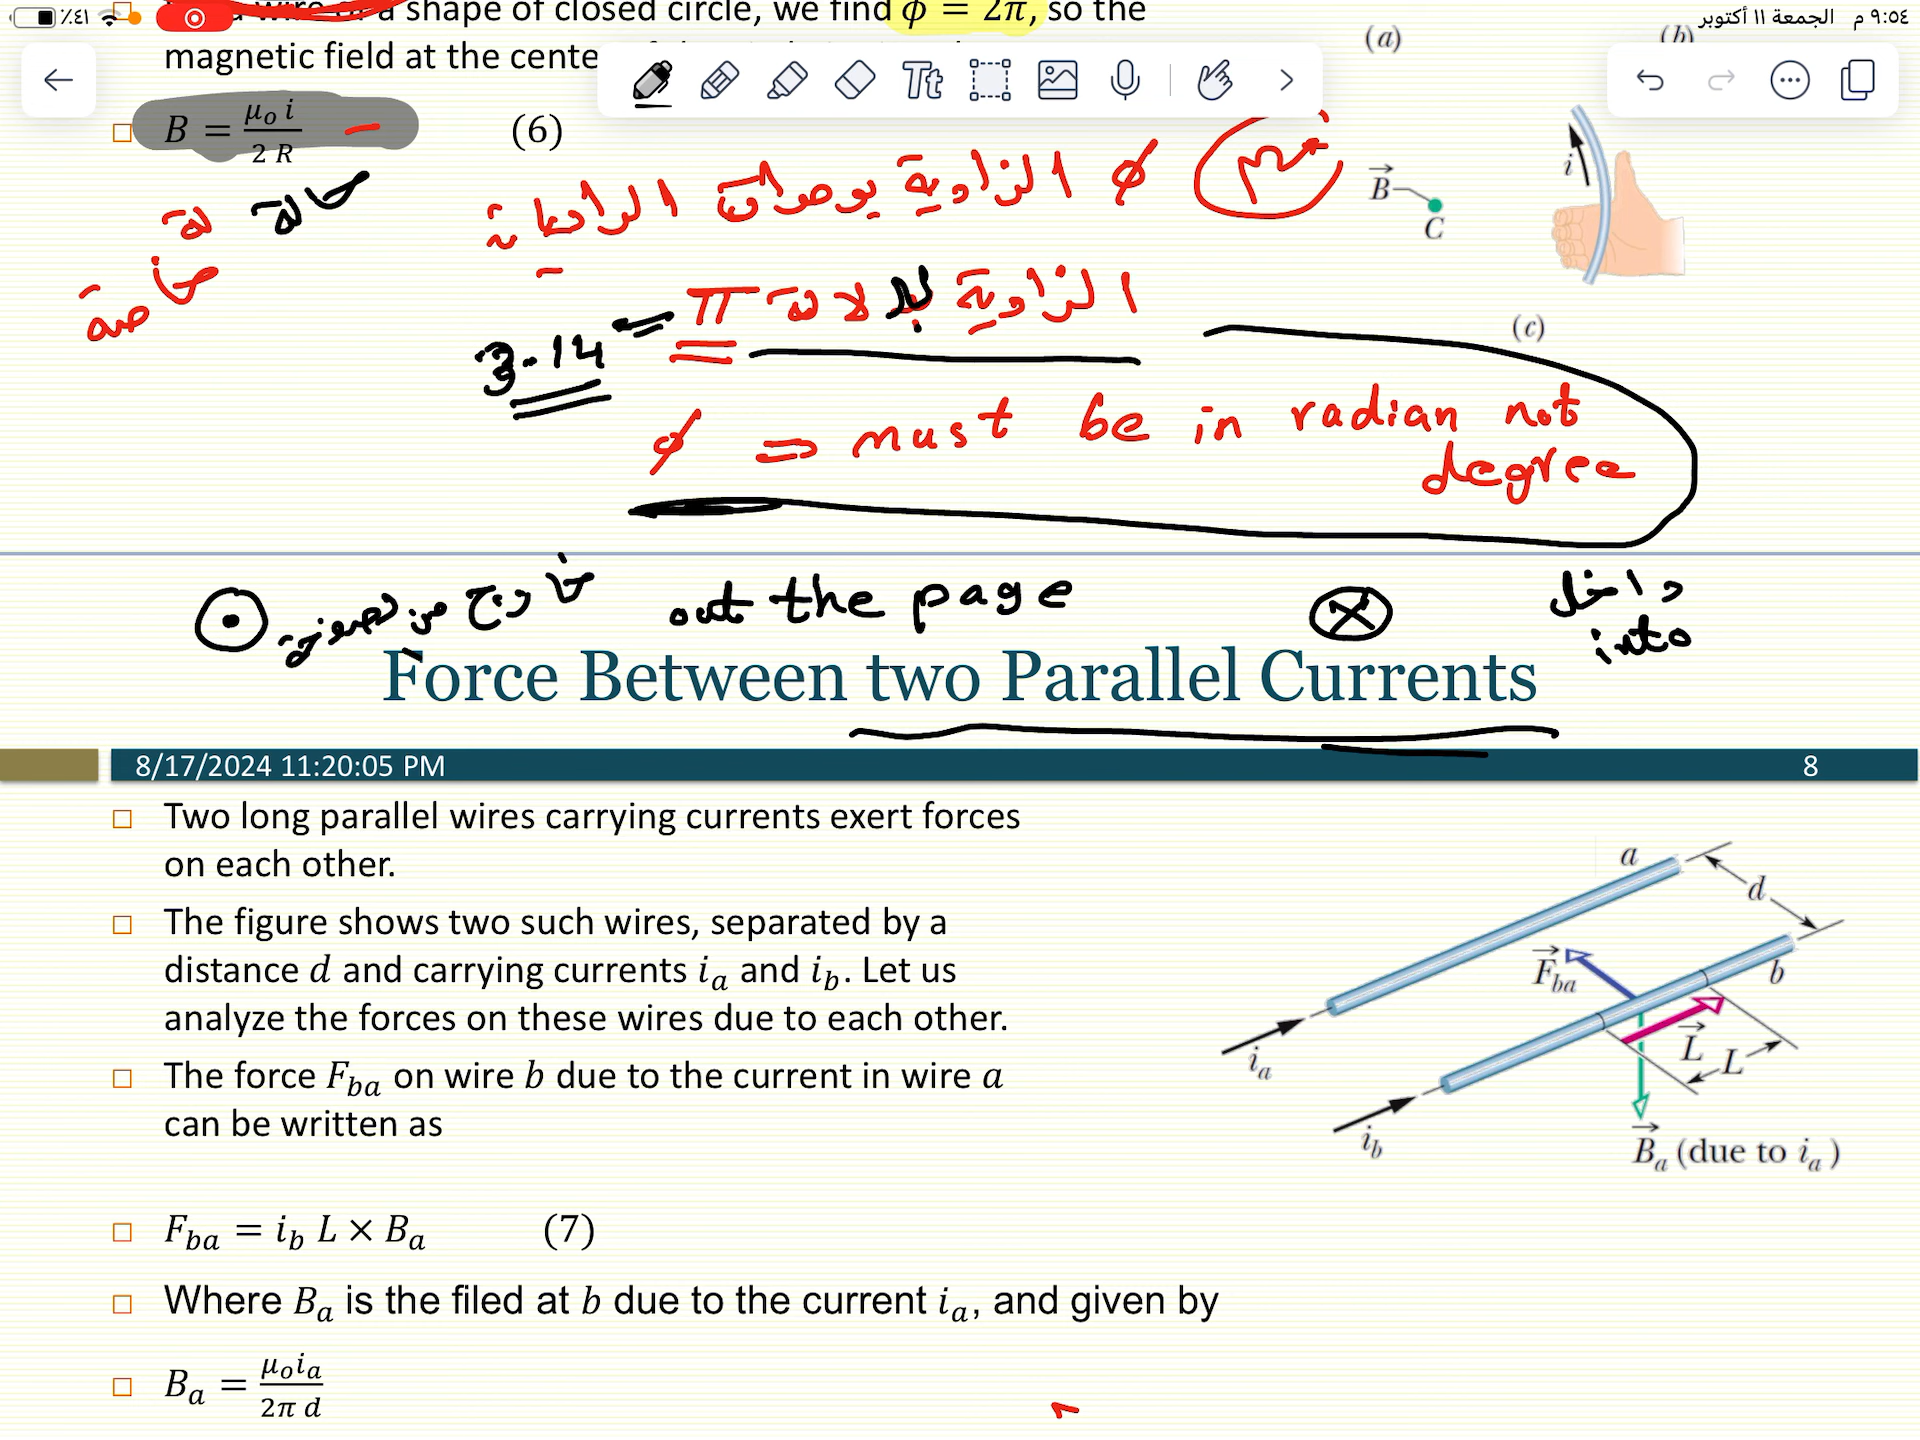 ٪٤١ ٩:٥٤ م الجمعة ١١ أكتوبر
a shape of closed circle, we find ϕ = 2π, so the
magnetic field at the cente
(a) (b)
Tt
B = μ₀ i / 2 R (6)
حالة
خاصة
ϕ الزاوية بوحدات الراديان
الزاوية بدلالة π = 3.14
ϕ ⇒ must be in radian not
degree
i
B⃗
C
(c)
⊙ خارج من الصفحة out the page ⊗ داخل
into
Force Between two Parallel Currents
8/17/2024 11:20:05 PM 8
Two long parallel wires carrying currents exert forces
on each other.
The figure shows two such wires, separated by a
distance d and carrying currents iₐ and i_b. Let us
analyze the forces on these wires due to each other.
The force F_ba on wire b due to the current in wire a
can be written as
F_ba = i_b L × Bₐ (7)
Where Bₐ is the filed at b due to the current iₐ, and given by
Bₐ = μ₀iₐ / 2π d
a
d
F⃗_ba
b
L⃗
L
iₐ
i_b
B⃗ₐ (due to iₐ)